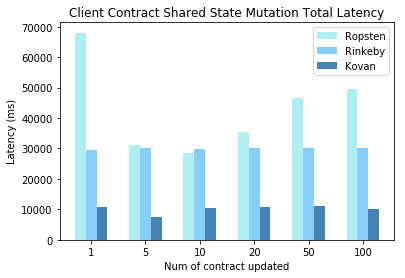 Client Contract Shared State Mutation Total Latency
Ropsten
Rinkeby
Kovan
Latency (ms)
70000
60000
50000
40000
30000
20000
10000
0
1 5 10 20 50 100
Num of contract updated